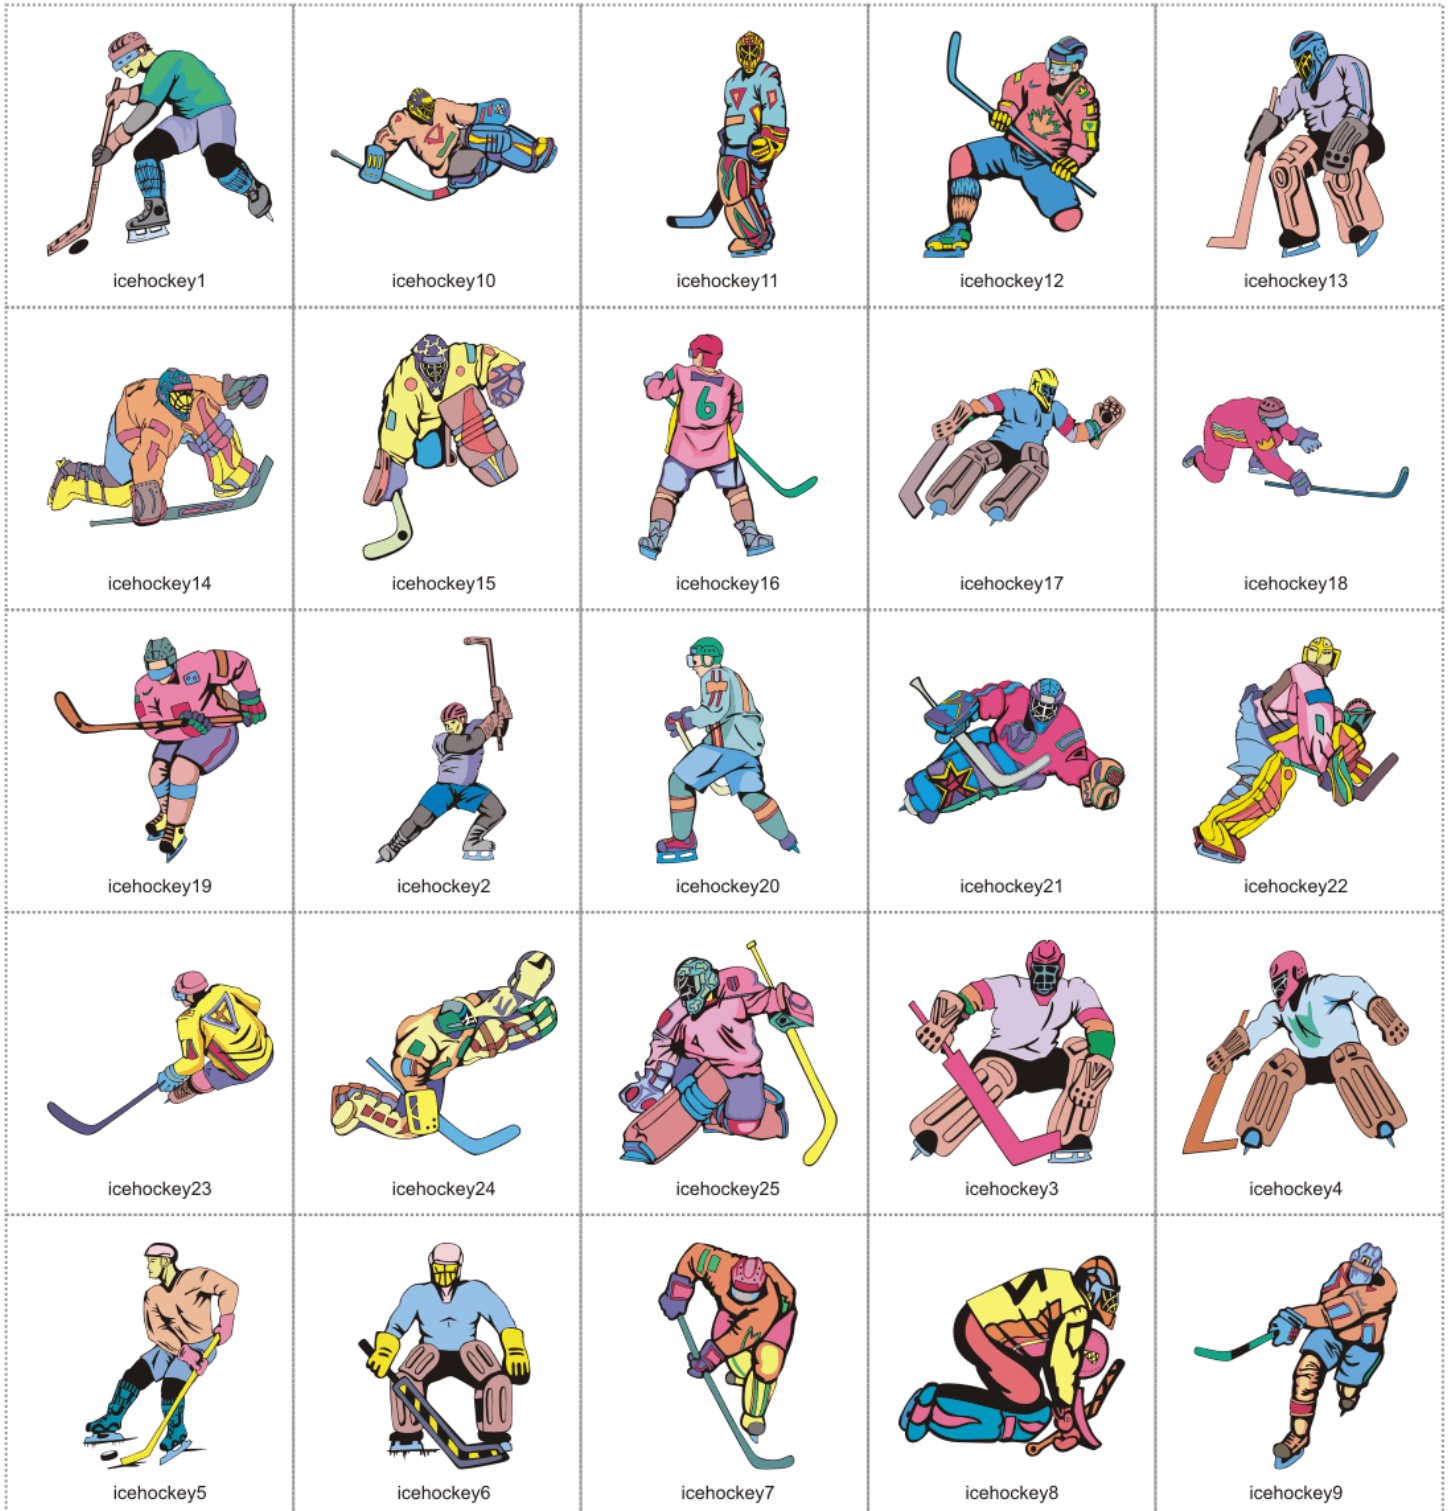 icehockey1 icehockey10 icehockey11 icehockey12 icehockey13
6
icehockey14 icehockey15 icehockey16 icehockey17 icehockey18
icehockey19 icehockey2 icehockey20 icehockey21 icehockey22
icehockey23 icehockey24 icehockey25 icehockey3 icehockey4
icehockey5 icehockey6 icehockey7 icehockey8 icehockey9